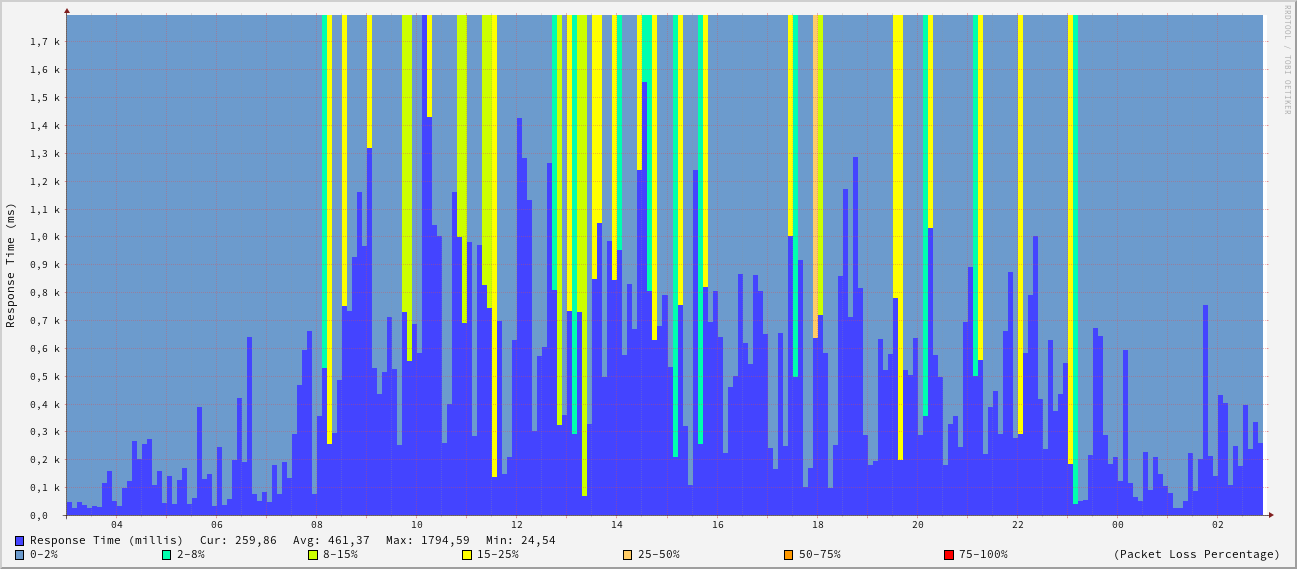 RRDTOOL / TOBI OETIKER
Response Time (ms)
1,7 k
1,6 k
1,5 k
1,4 k
1,3 k
1,2 k
1,1 k
1,0 k
0,9 k
0,8 k
0,7 k
0,6 k
0,5 k
0,4 k
0,3 k
0,2 k
0,1 k
0,0
04 06 08 10 12 14 16 18 20 22 00 02
Response Time (millis) Cur: 259,86 Avg: 461,37 Max: 1794,59 Min: 24,54
0-2% 2-8% 8-15% 15-25% 25-50% 50-75% 75-100% (Packet Loss Percentage)